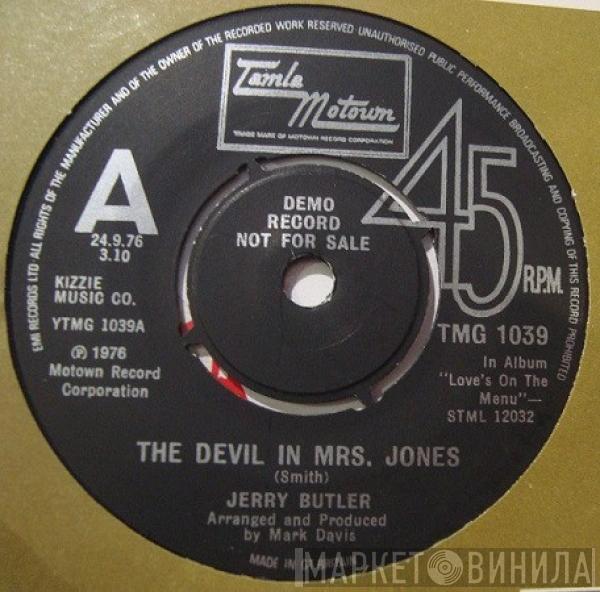 EMI RECORDS LTD·ALL RIGHTS OF THE MANUFACTURER AND OF THE OWNER OF THE RECORDED WORK RESERVED UNAUTHORISED PUBLIC PERFORMANCE BROADCASTING AND COPYING OF THIS RECORD PROHIBITED
Tamla
Motown
TRADE MARK OF MOTOWN RECORD CORPORATION
A
45
R.P.M.
24.9.76
3.10
DEMO
RECORD
NOT FOR SALE
KIZZIE
MUSIC CO.
YTMG 1039A
℗ 1976
Motown Record
Corporation
TMG 1039
In Album
"Love's On The
Menu"—
STML 12032
THE DEVIL IN MRS. JONES
(Smith)
JERRY BUTLER
Arranged and Produced
by Mark Davis
MADE IN GT. BRITAIN
МАРКЕТ ВИНИЛА